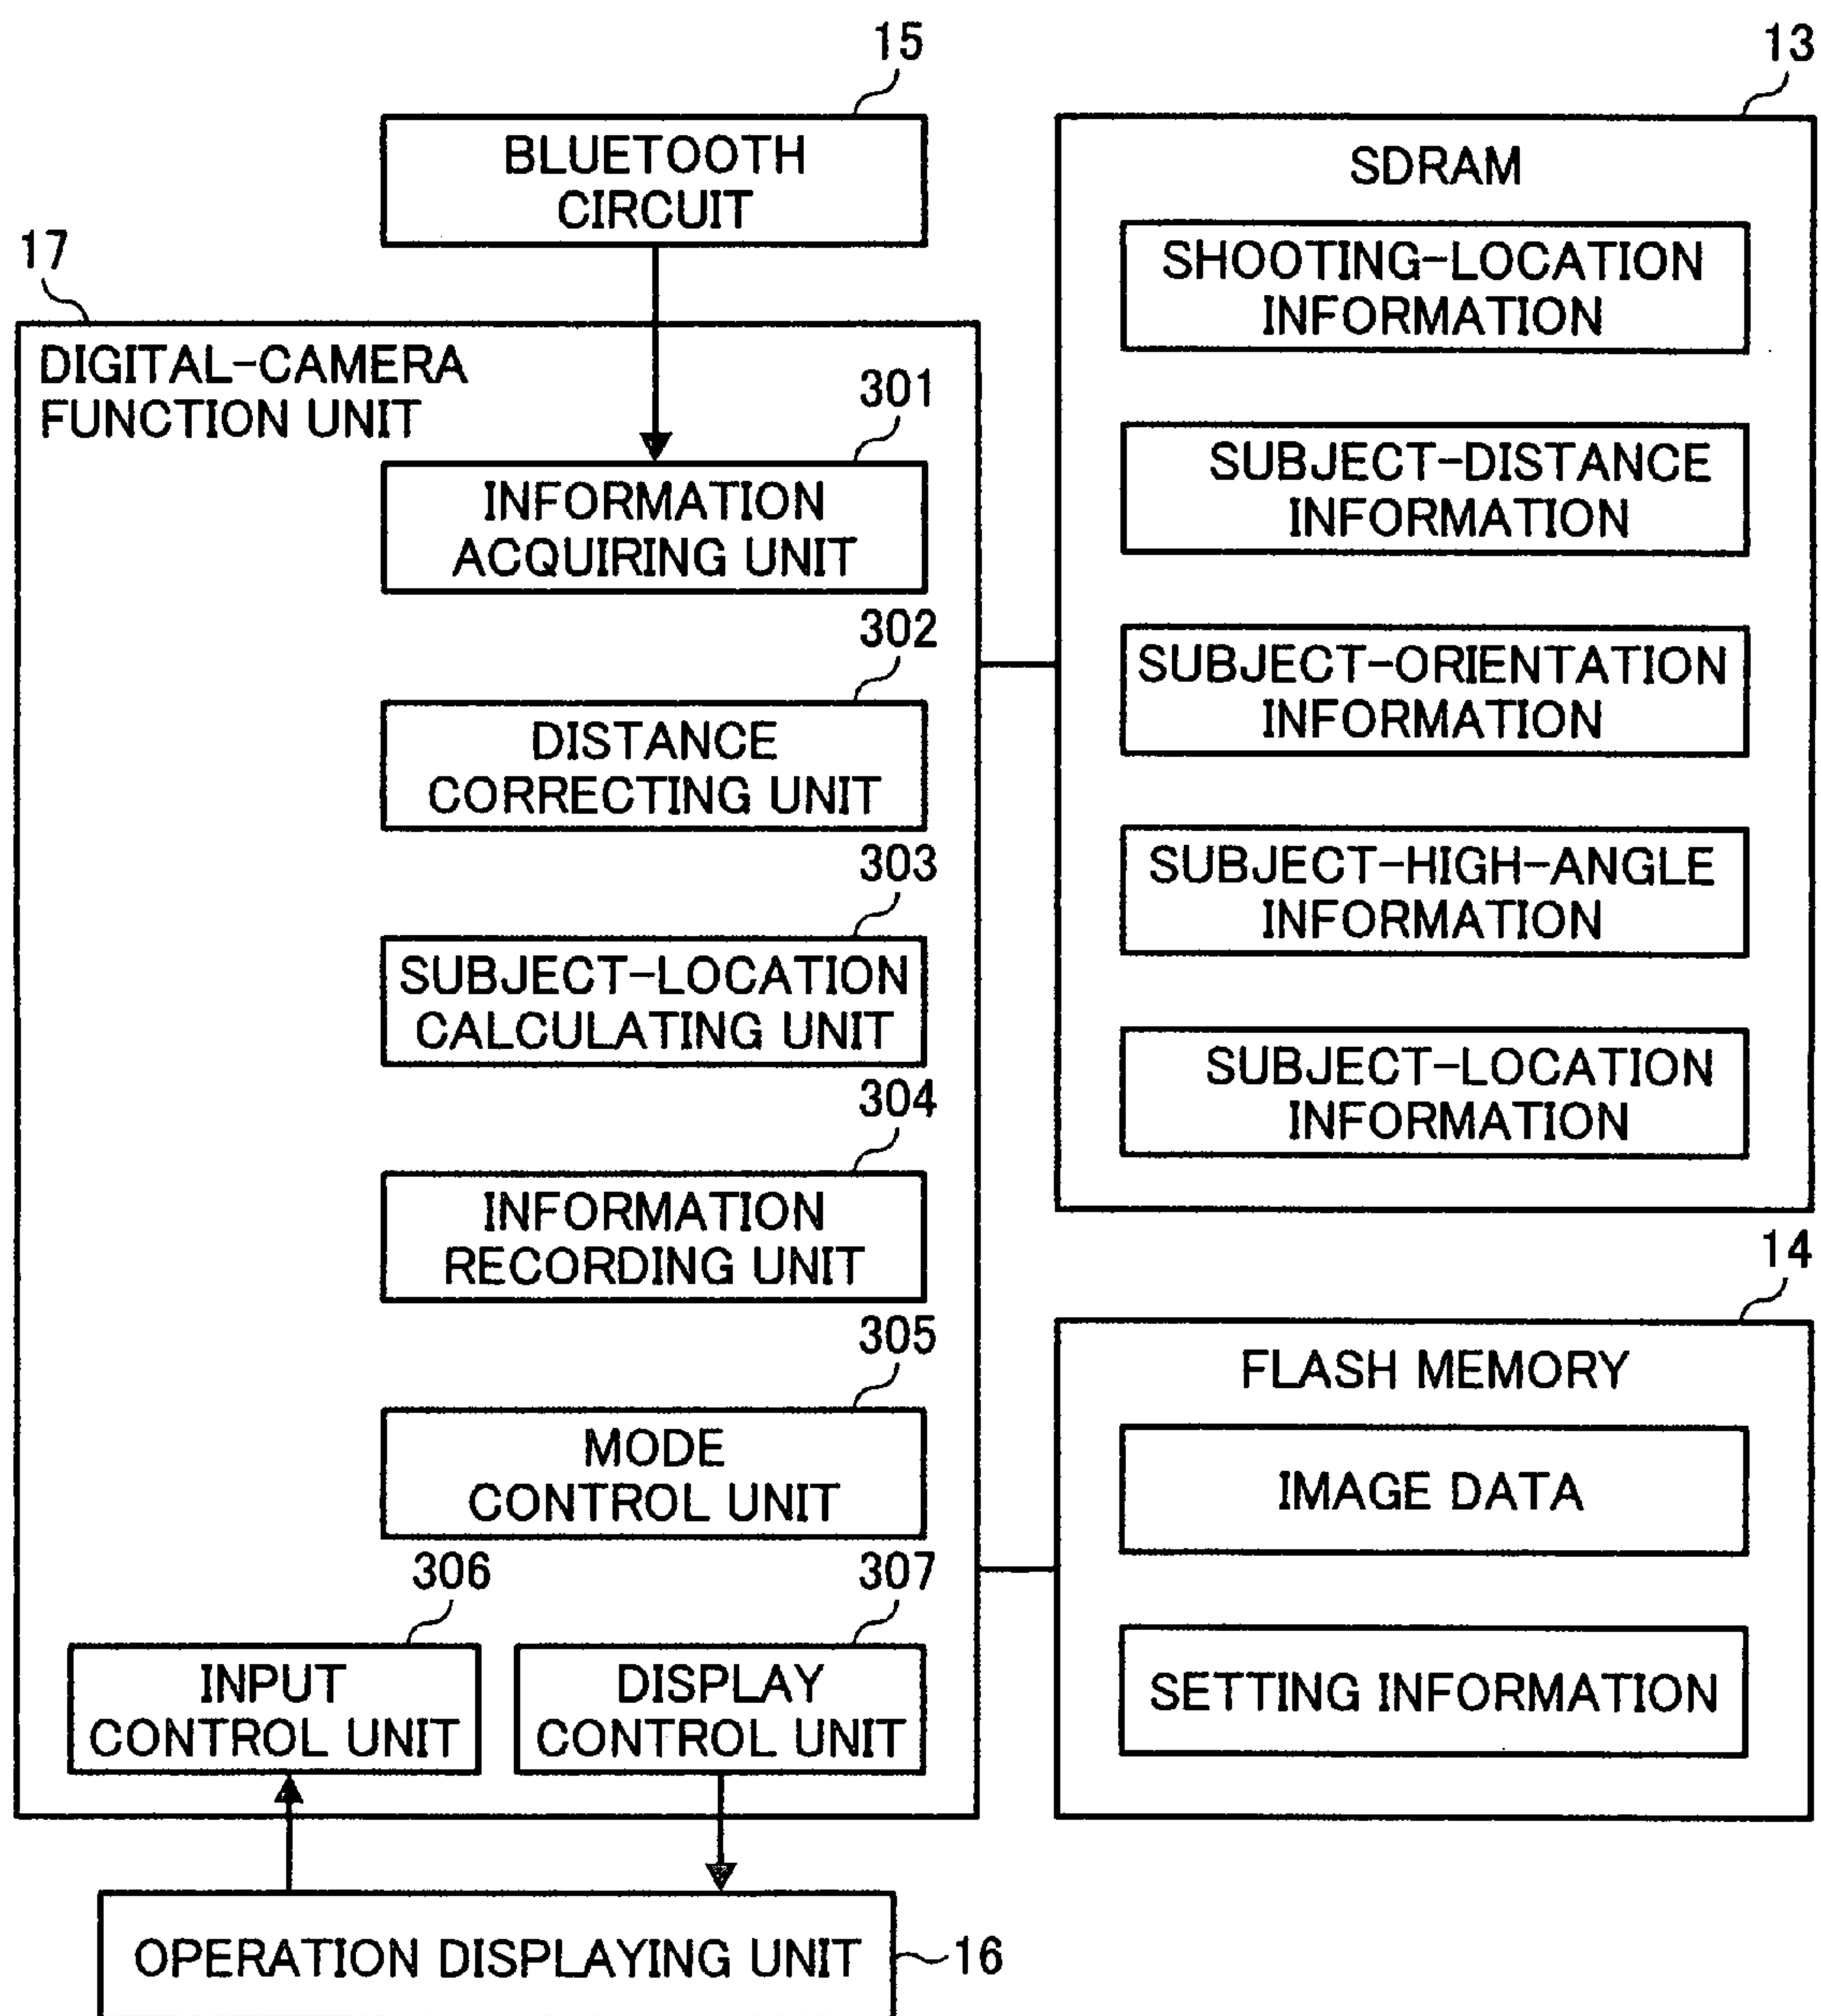 15
BLUETOOTH
CIRCUIT
17
DIGITAL-CAMERA
FUNCTION UNIT
301
INFORMATION
ACQUIRING UNIT
302
DISTANCE
CORRECTING UNIT
303
SUBJECT-LOCATION
CALCULATING UNIT
304
INFORMATION
RECORDING UNIT
305
MODE
CONTROL UNIT
306
INPUT
CONTROL UNIT
307
DISPLAY
CONTROL UNIT
OPERATION DISPLAYING UNIT
16
13
SDRAM
SHOOTING-LOCATION
INFORMATION
SUBJECT-DISTANCE
INFORMATION
SUBJECT-ORIENTATION
INFORMATION
SUBJECT-HIGH-ANGLE
INFORMATION
SUBJECT-LOCATION
INFORMATION
14
FLASH MEMORY
IMAGE DATA
SETTING INFORMATION